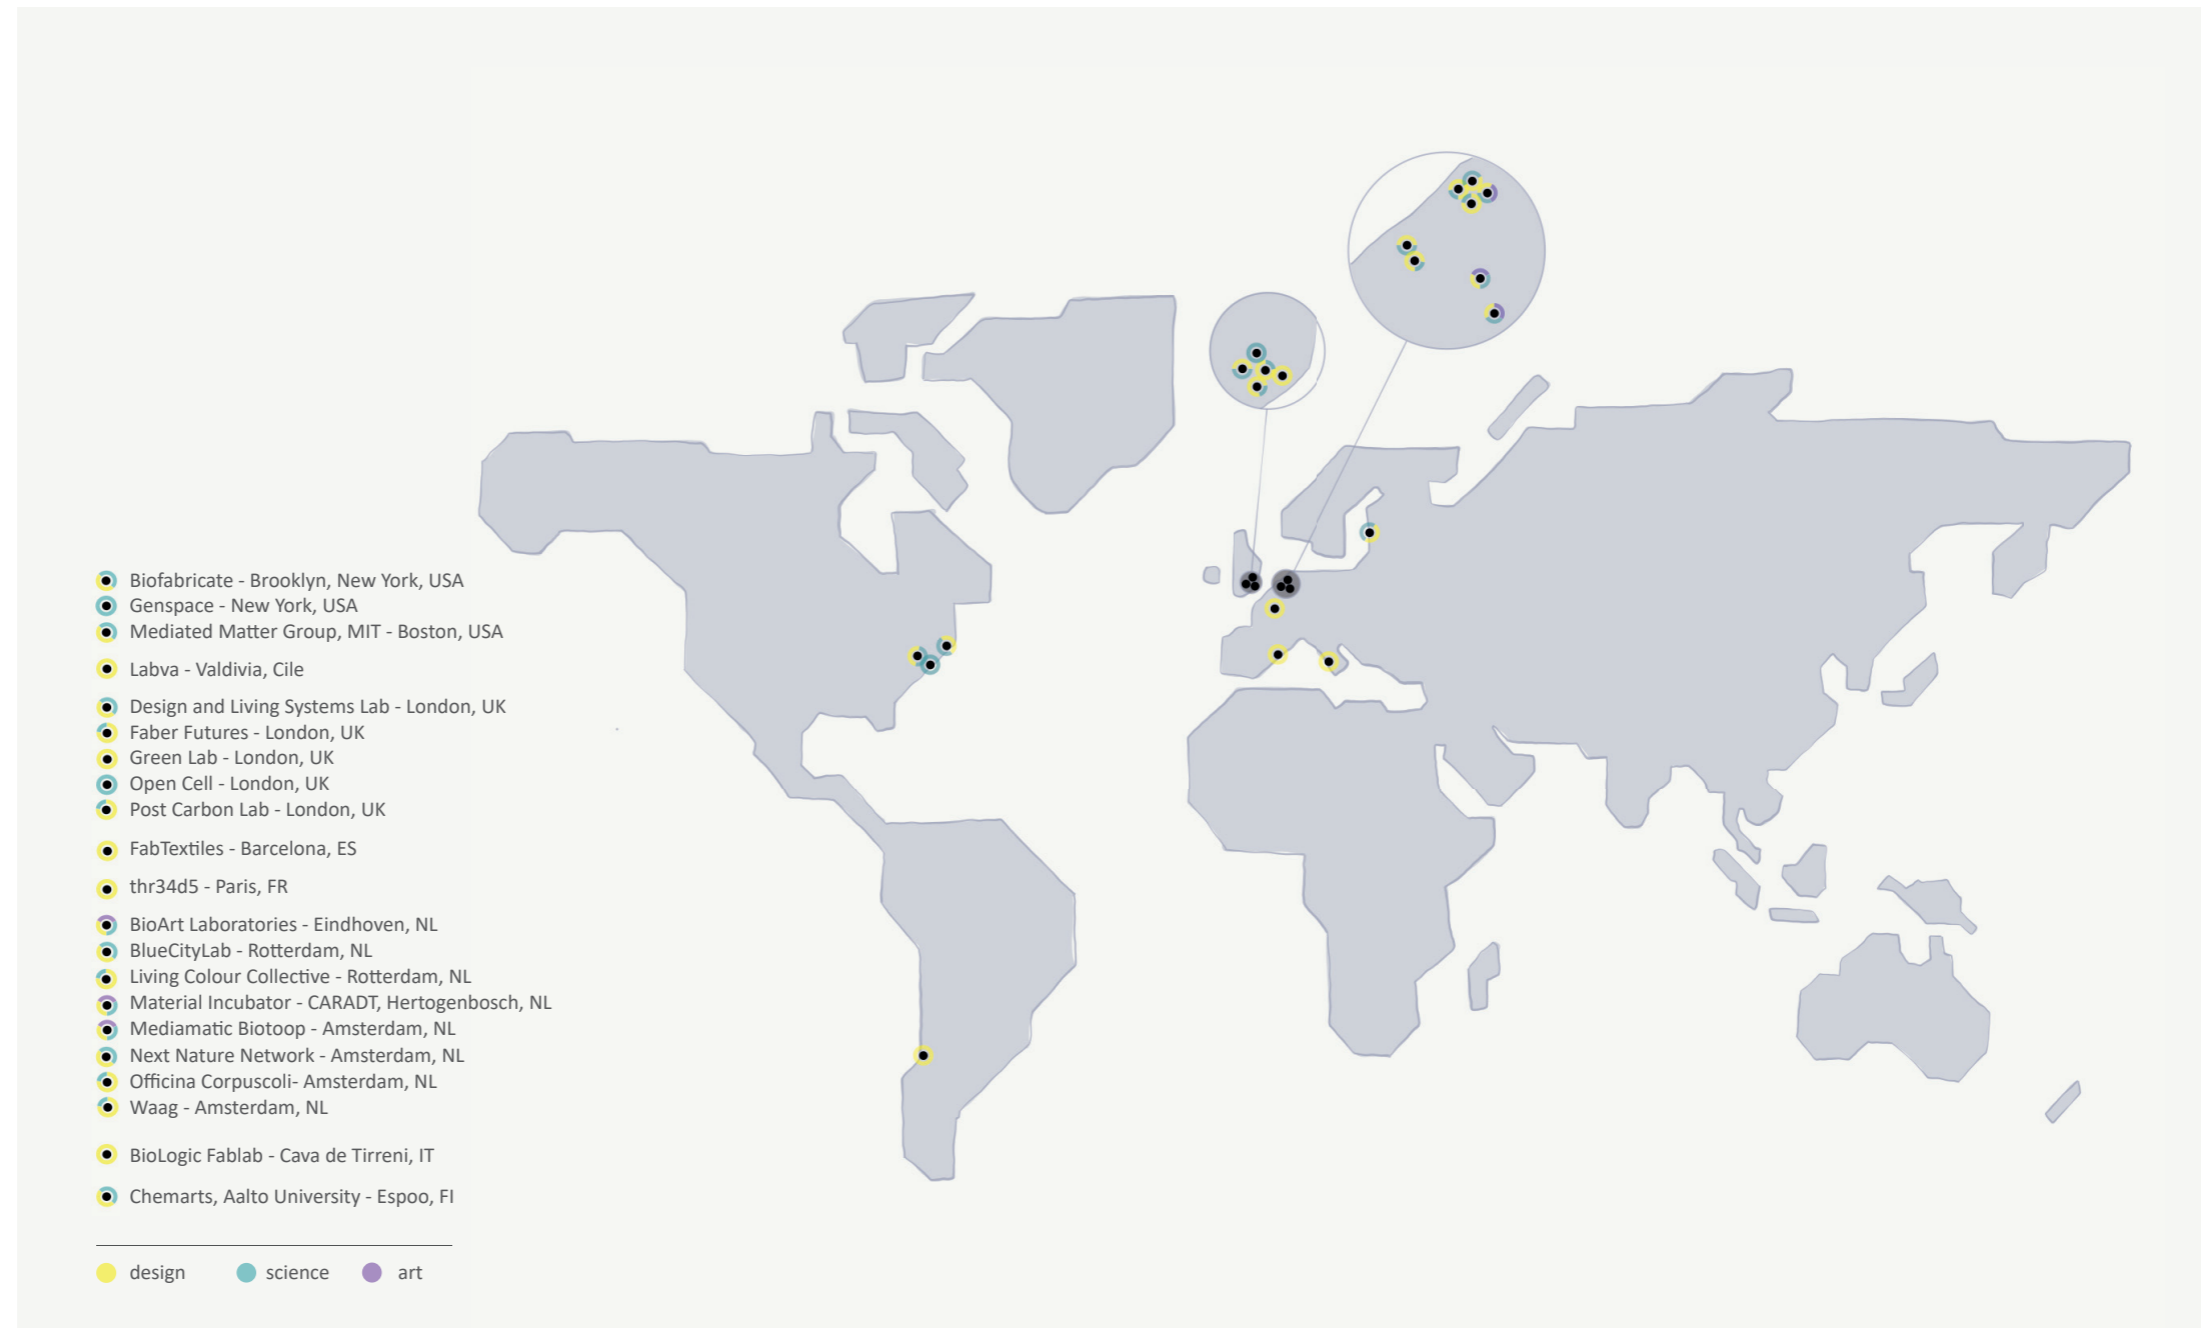 Biofabricate - Brooklyn, New York, USA
Genspace - New York, USA
Mediated Matter Group, MIT - Boston, USA
Labva - Valdivia, Cile
Design and Living Systems Lab - London, UK
Faber Futures - London, UK
Green Lab - London, UK
Open Cell - London, UK
Post Carbon Lab - London, UK
FabTextiles - Barcelona, ES
thr34d5 - Paris, FR
BioArt Laboratories - Eindhoven, NL
BlueCityLab - Rotterdam, NL
Living Colour Collective - Rotterdam, NL
Material Incubator - CARADT, Hertogenbosch, NL
Mediamatic Biotoop - Amsterdam, NL
Next Nature Network - Amsterdam, NL
Officina Corpuscoli- Amsterdam, NL
Waag - Amsterdam, NL
BioLogic Fablab - Cava de Tirreni, IT
Chemarts, Aalto University - Espoo, FI
design science art